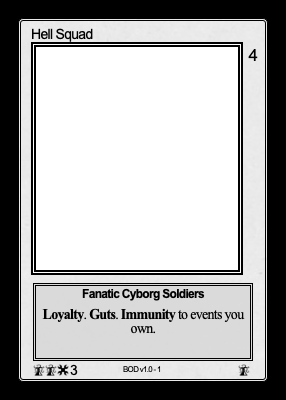 Hell Squad
4
Fanatic Cyborg Soldiers
Loyalty. Guts. Immunity to events you
own.
3 BOD v1.0 - 1